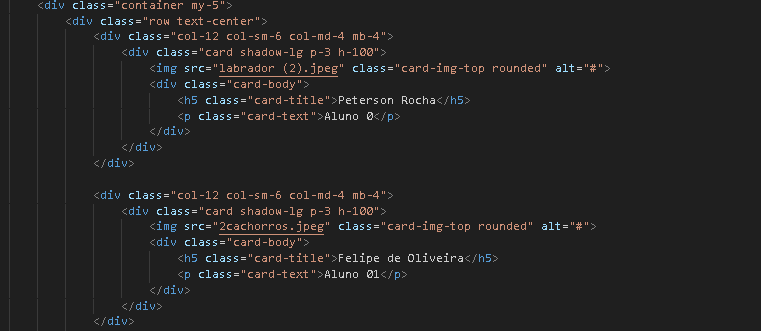 <div class="container my-5">
<div class="row text-center">
<div class="col-12 col-sm-6 col-md-4 mb-4">
<div class="card shadow-lg p-3 h-100">
<img src="labrador (2).jpeg" class="card-img-top rounded" alt="#">
<div class="card-body">
<h5 class="card-title">Peterson Rocha</h5>
<p class="card-text">Aluno 0</p>
</div>
</div>
</div>
<div class="col-12 col-sm-6 col-md-4 mb-4">
<div class="card shadow-lg p-3 h-100">
<img src="2cachorros.jpeg" class="card-img-top rounded" alt="#">
<div class="card-body">
<h5 class="card-title">Felipe de Oliveira</h5>
<p class="card-text">Aluno 01</p>
</div>
</div>
</div>